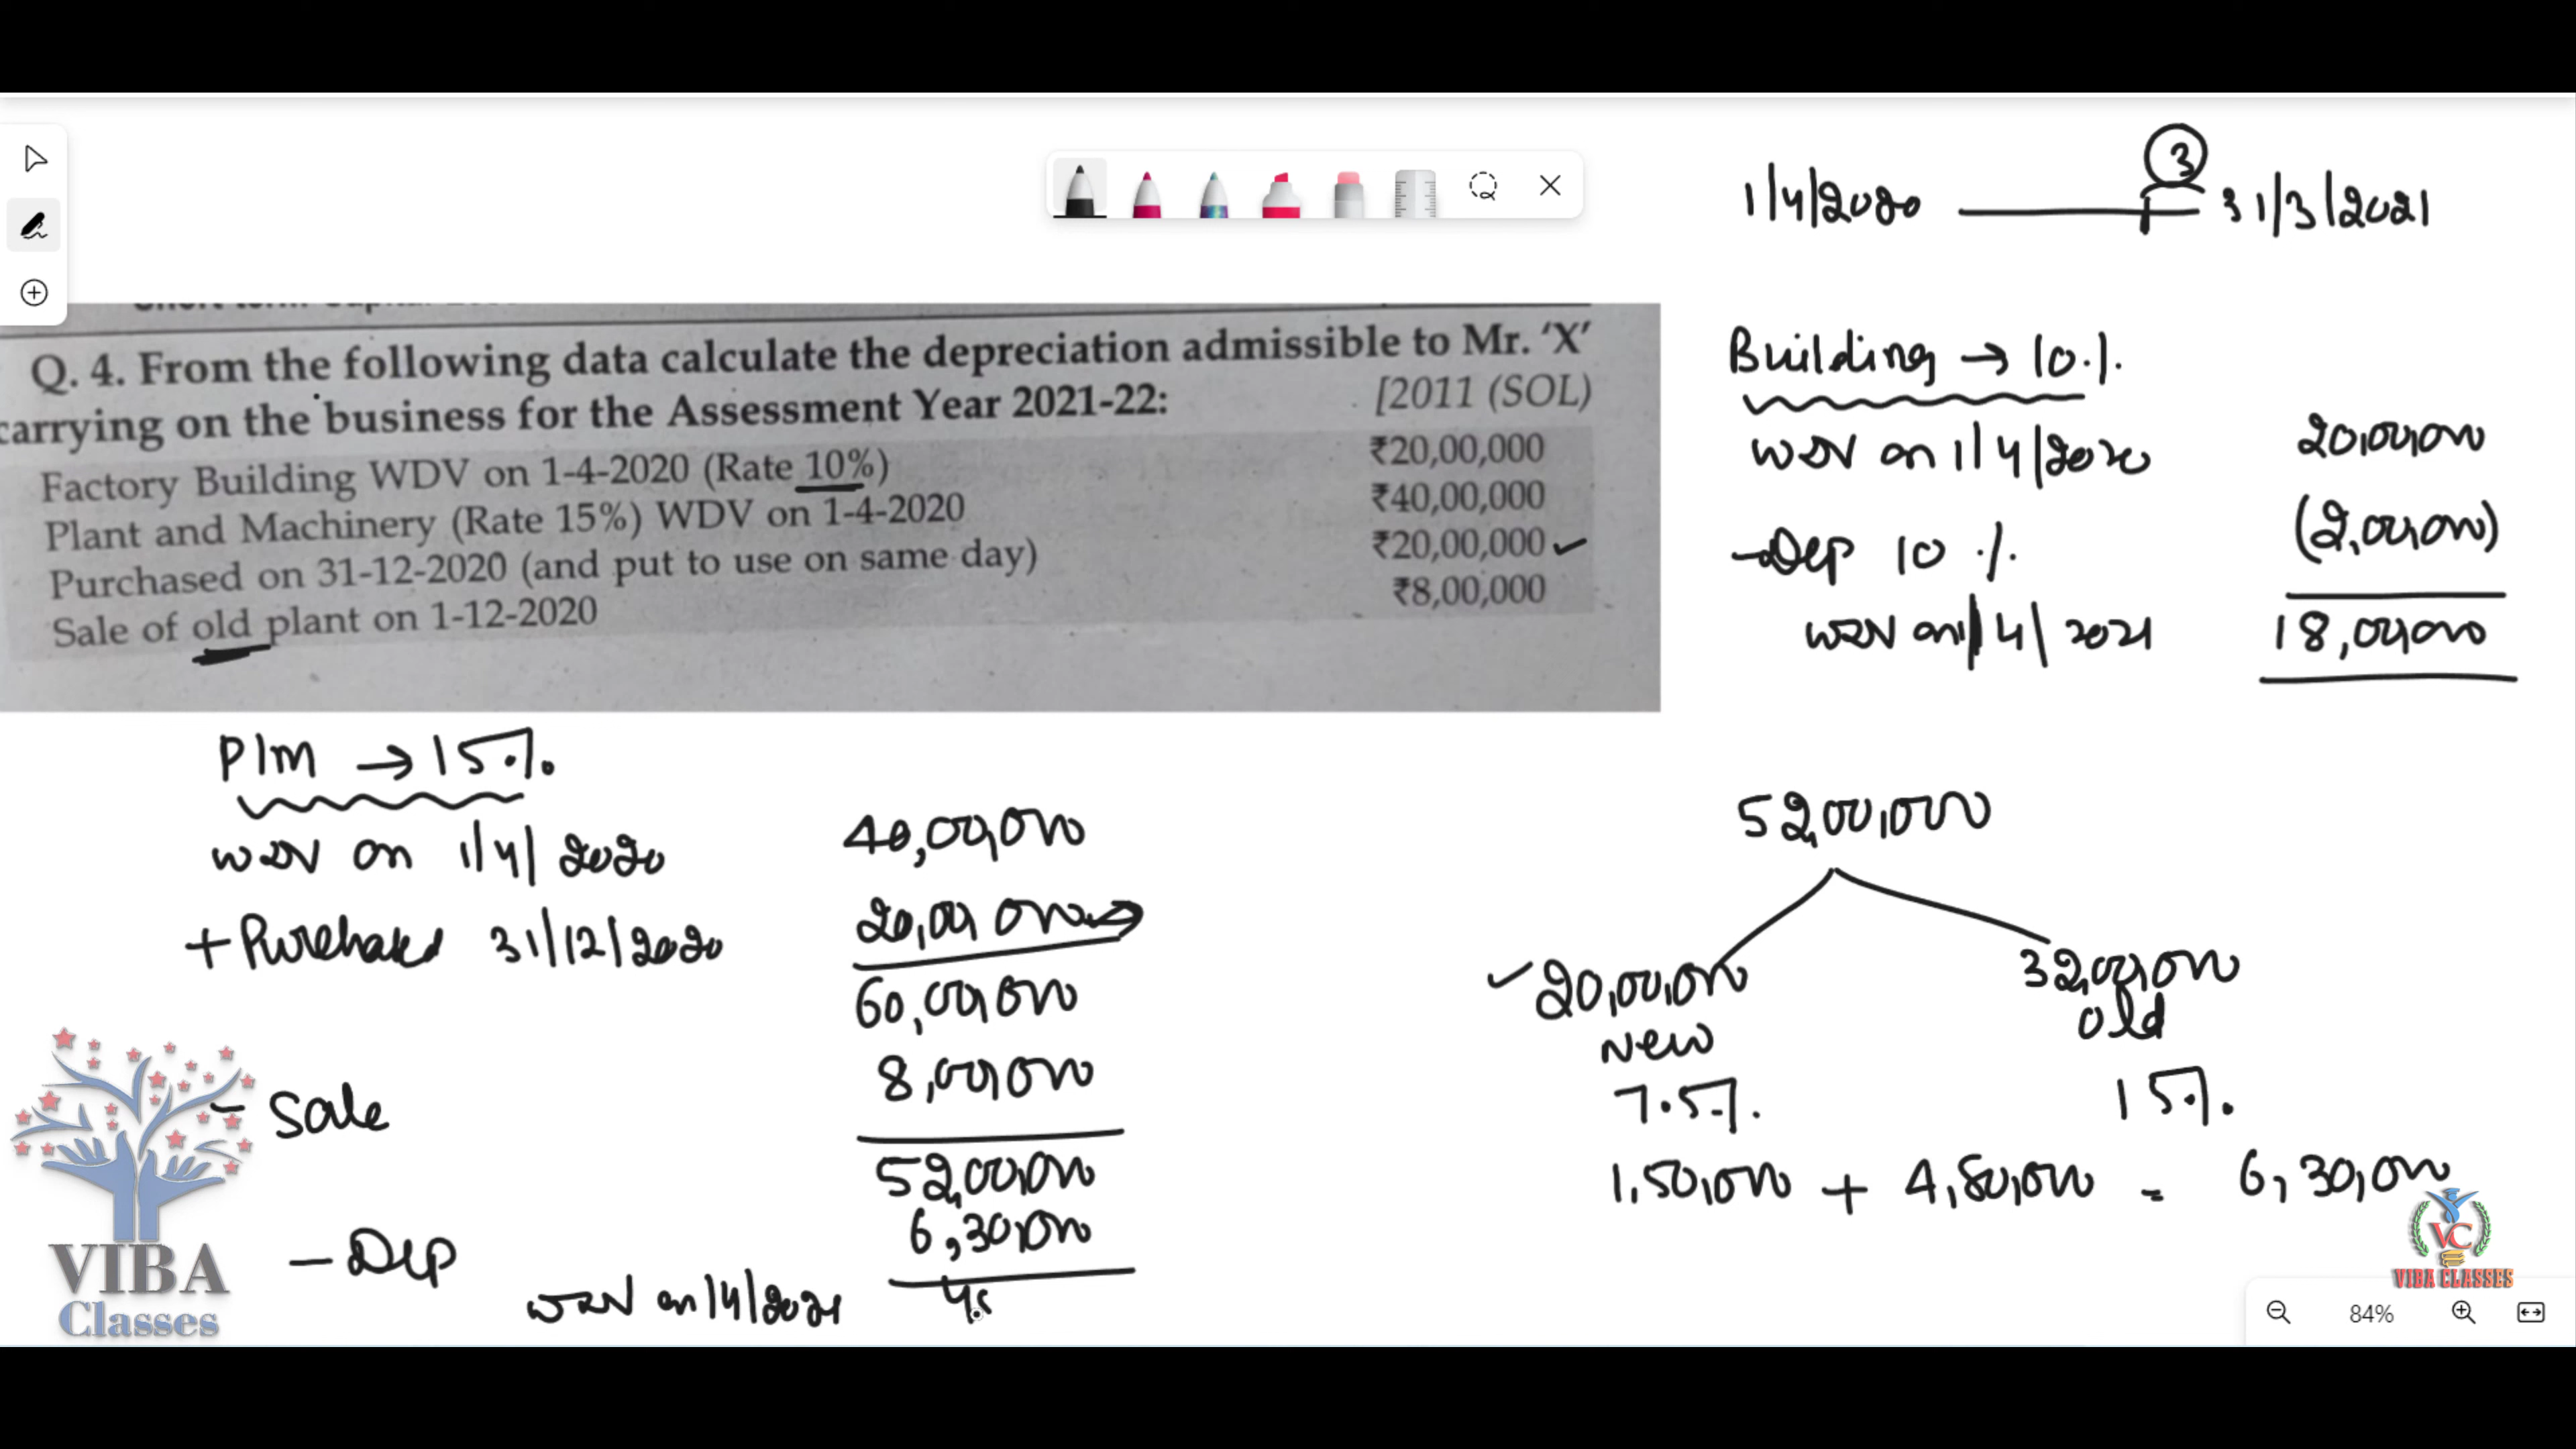 1/4/2020 3 31/3/2021
Q. 4. From the following data calculate the depreciation admissible to Mr. 'X'
carrying on the business for the Assessment Year 2021-22: [2011 (SOL)
Factory Building WDV on 1-4-2020 (Rate 10%) ₹20,00,000
Plant and Machinery (Rate 15%) WDV on 1-4-2020 ₹40,00,000
Purchased on 31-12-2020 (and put to use on same day) ₹20,00,000 ✓
Sale of old plant on 1-12-2020 ₹8,00,000
Building → 10%
WDV on 1/4/2020 20,00,000
- Dep 10% (2,00,000)
WDV on 1/4/2021 18,00,000
P/M → 15%
WDV on 1/4/2020 40,00,000
+ Purchased 31/12/2020 20,00,000 →
60,00,000
- Sale 8,00,000
52,00,000
- Dep 6,30,000
WDV on 1/4/2021 45
52,00,000
✓ 20,00,000 32,00,000
New old
7.5% 15%
1,50,000 + 4,80,000 = 6,30,000
VIBA
Classes
VC
VIBA CLASSES
84%